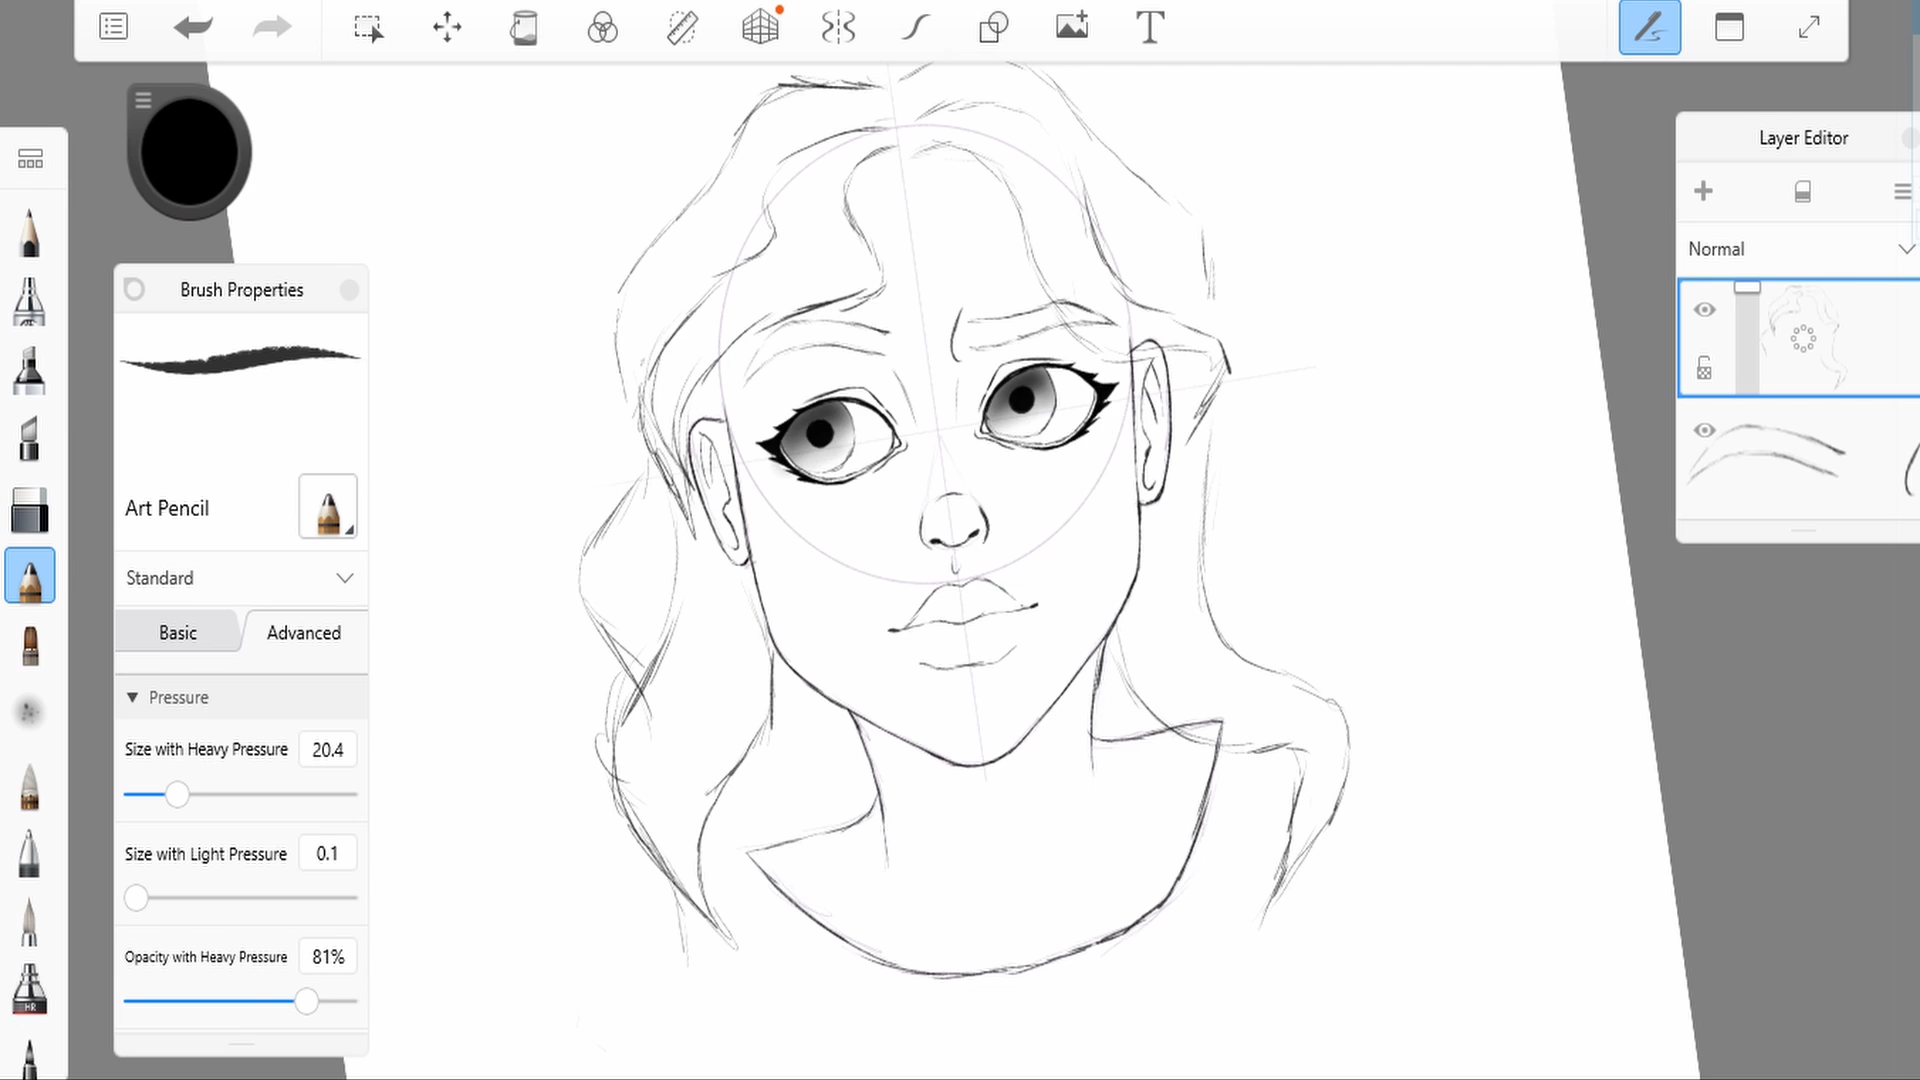 Layer Editor
Normal
Brush Properties
Art Pencil
Standard
Basic
Advanced
Pressure
Size with Heavy Pressure
20.4
Size with Light Pressure
0.1
Opacity with Heavy Pressure
81%
HR